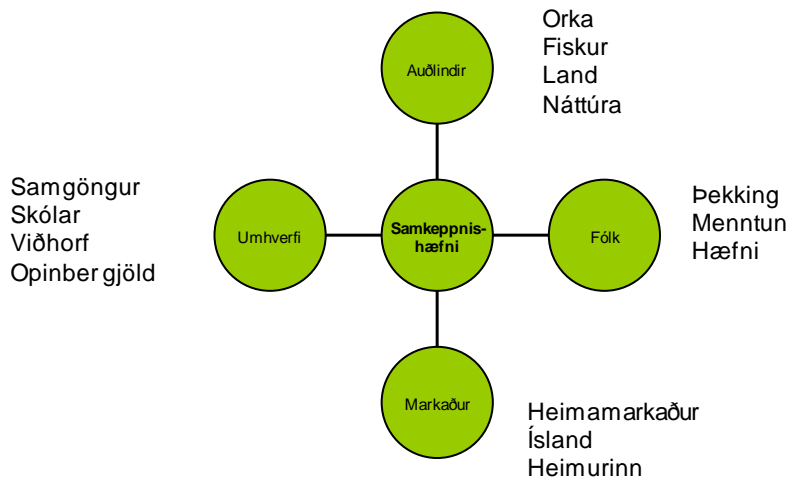 Orka
Fiskur
Land
Náttúra
Auðlindir
Samgöngur
Skólar
Viðhorf
Opinber gjöld
Umhverfi
Samkeppnis-
hæfni
Fólk
Þekking
Menntun
Hæfni
Markaður
Heimamarkaður
Ísland
Heimurinn